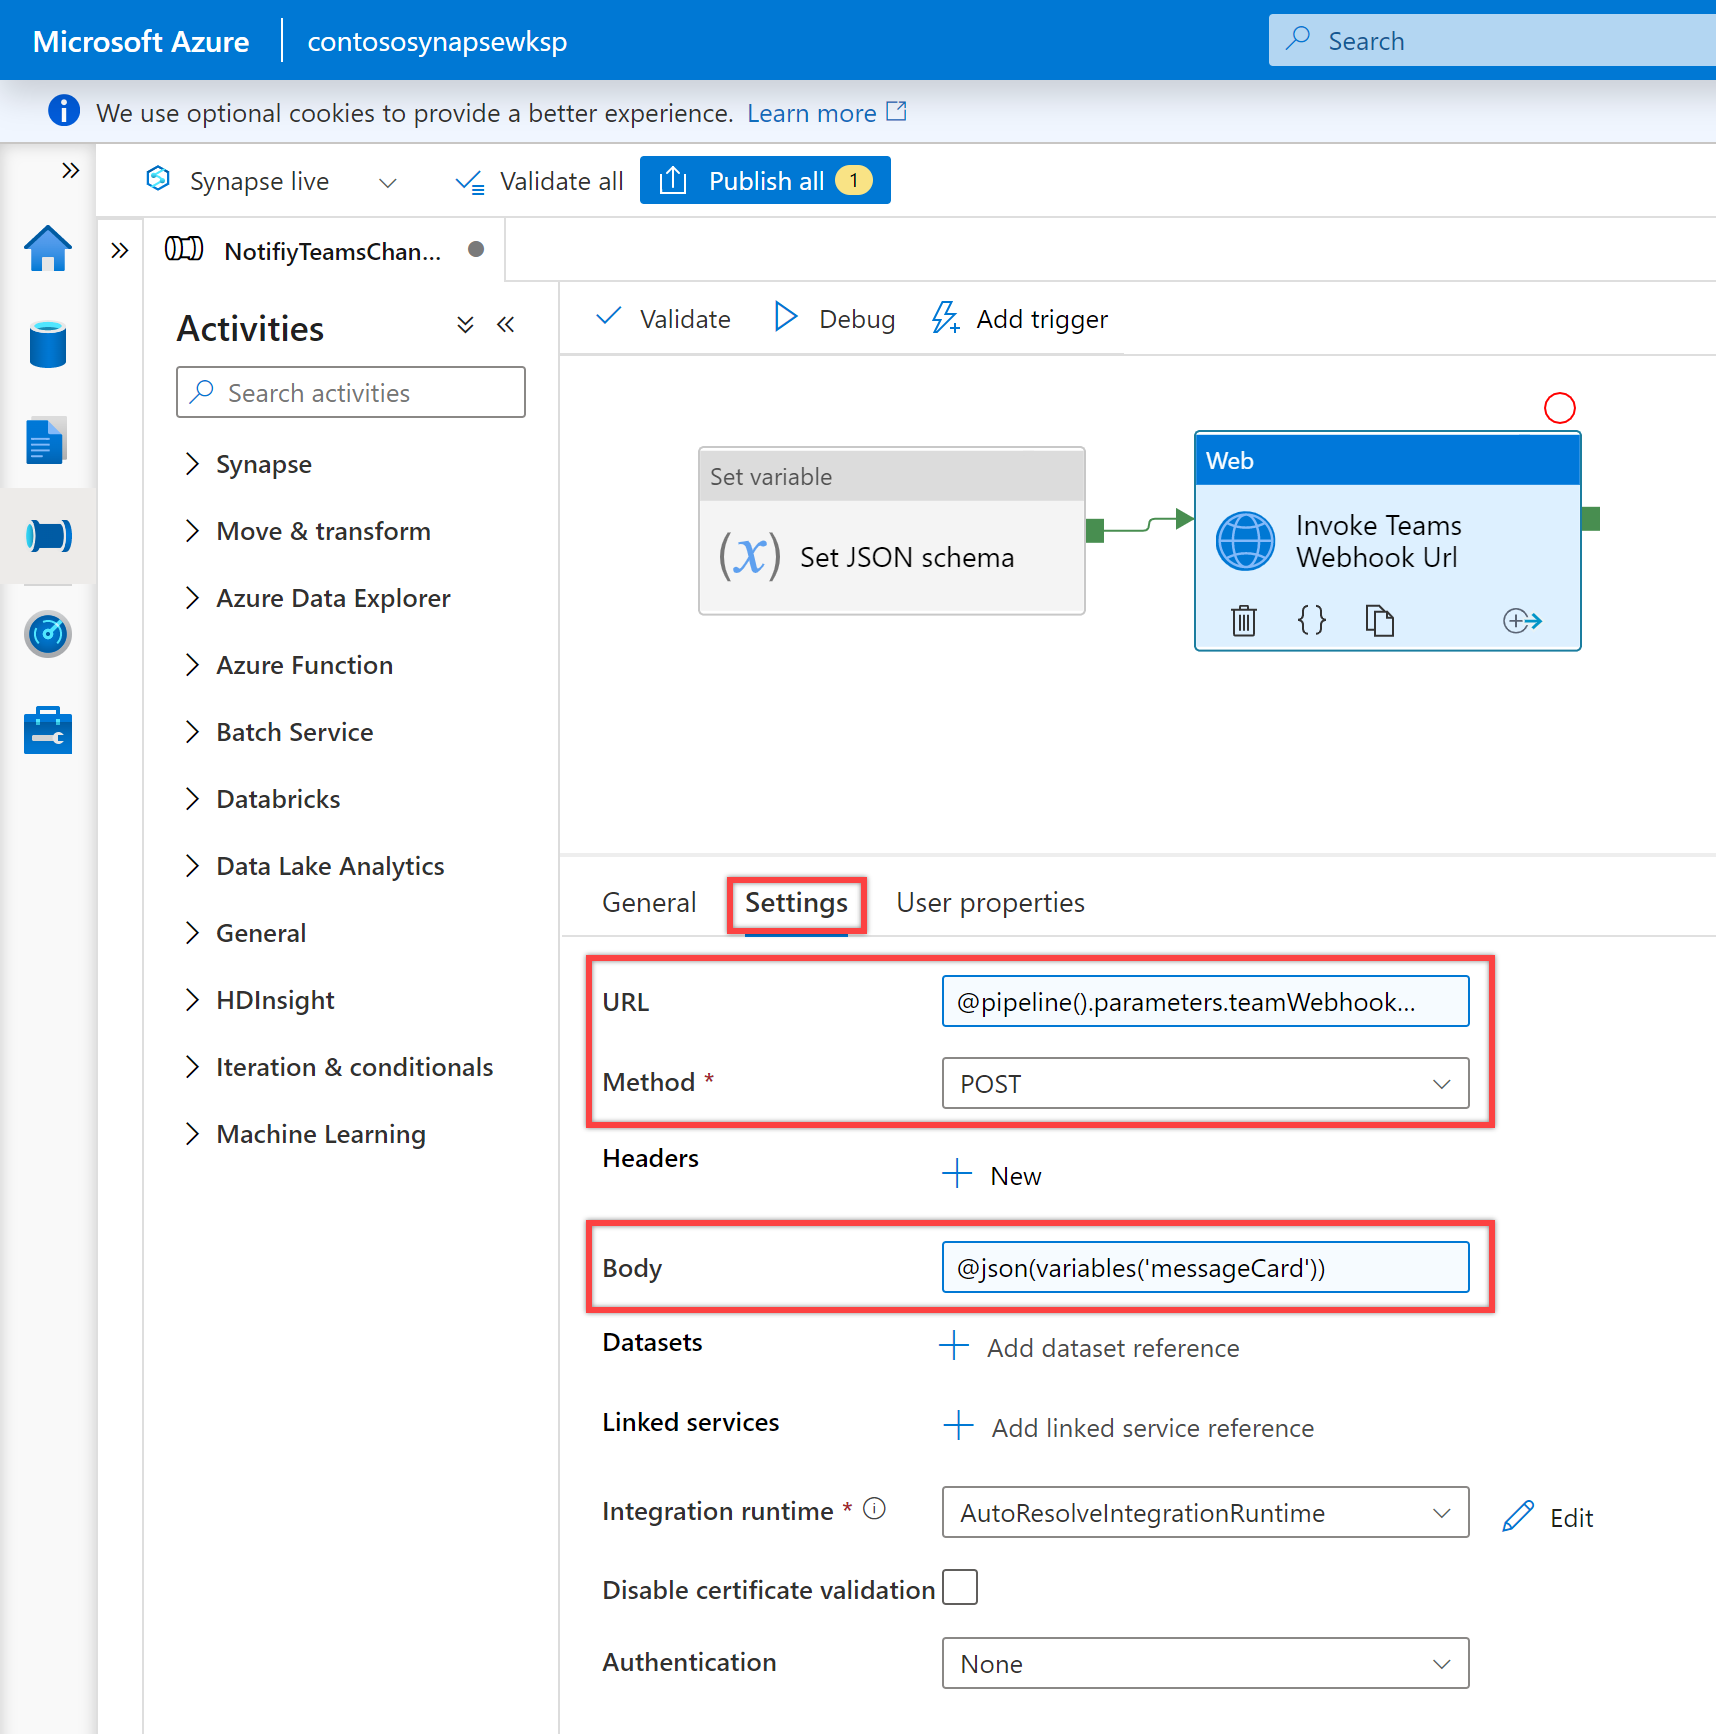 Microsoft Azure
contososynapsewksp
Search
We use optional cookies to provide a better experience. Learn more
Synapse live
Validate all
Publish all 1
NotifiyTeamsChan...
Activities
Search activities
Synapse
Move & transform
Azure Data Explorer
Azure Function
Batch Service
Databricks
Data Lake Analytics
General
HDInsight
Iteration & conditionals
Machine Learning
Validate
Debug
Add trigger
Set variable
(x) Set JSON schema
Web
Invoke Teams
Webhook Url
General
Settings
User properties
URL
@pipeline().parameters.teamWebhook...
Method *
POST
Headers
New
Body
@json(variables('messageCard'))
Datasets
Add dataset reference
Linked services
Add linked service reference
Integration runtime *
AutoResolveIntegrationRuntime
Edit
Disable certificate validation
Authentication
None